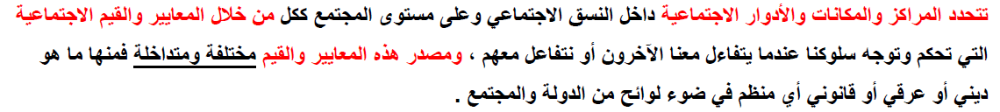 تتحدد المراكز والمكانات والأدوار الاجتماعية داخل النسق الاجتماعي وعلى مستوى المجتمع ككل من خلال المعايير والقيم الاجتماعية
التي تحكم وتوجه سلوكنا عندما يتفاءل معنا الآخرون أو نتفاعل معهم ، ومصدر هذه المعايير والقيم مختلفة ومتداخلة فمنها ما هو
ديني أو عرقي أو قانوني أي منظم في ضوء لوائح من الدولة والمجتمع .